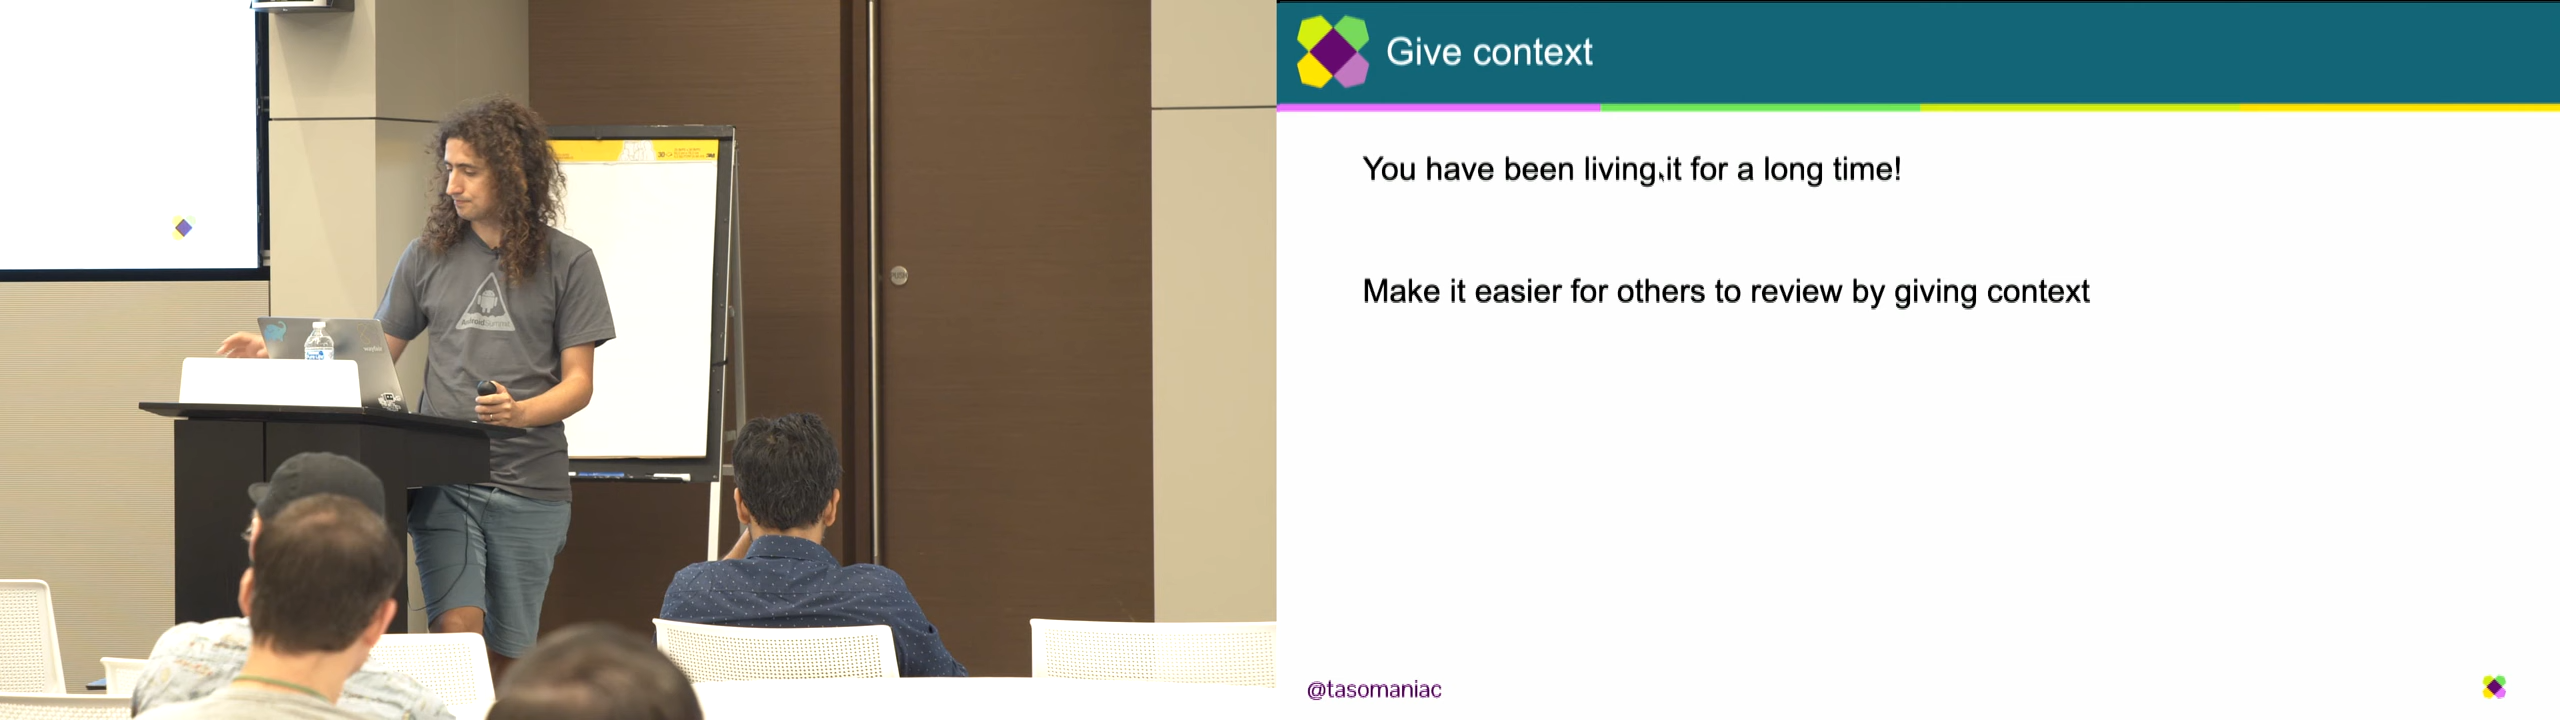 AndroidSummit
Give context
You have been living it for a long time!
Make it easier for others to review by giving context
@tasomaniac